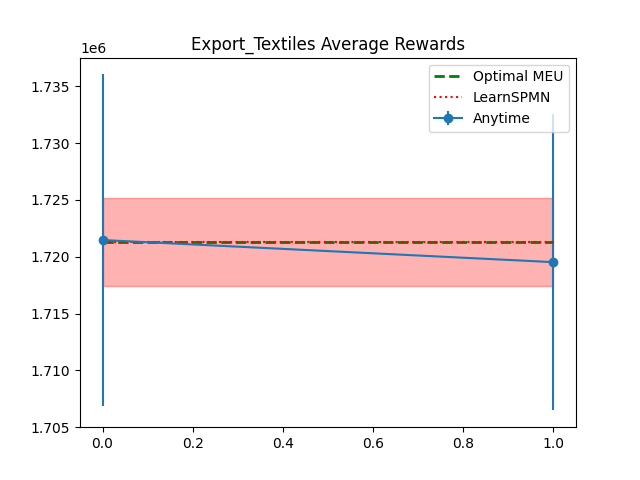 Export_Textiles Average Rewards
1e6
Optimal MEU
LearnSPMN
Anytime
1.735
1.730
1.725
1.720
1.715
1.710
1.705
0.0 0.2 0.4 0.6 0.8 1.0